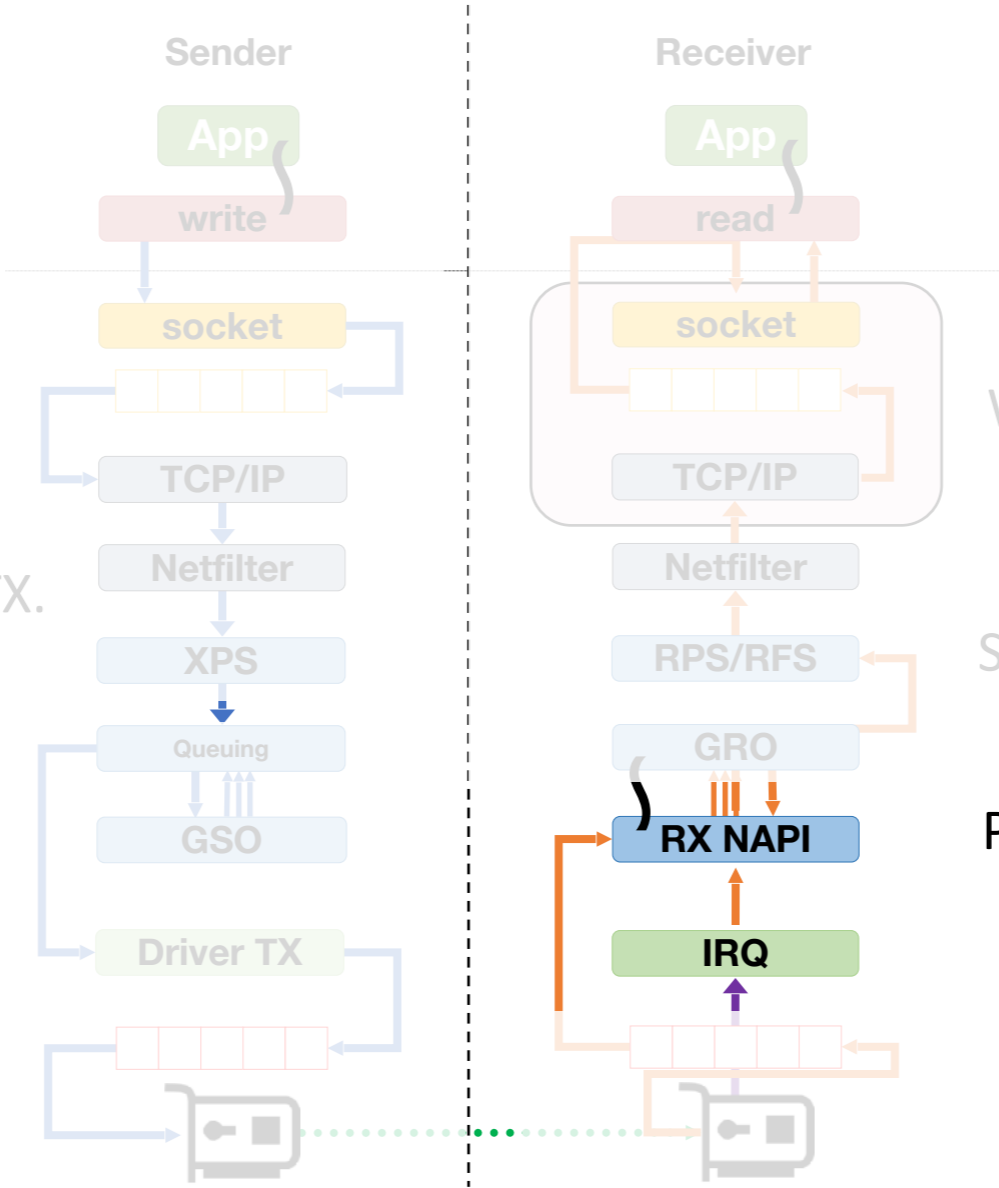 Sender
App
write
socket
TCP/IP
Netfilter
TX.
XPS
Queuing
GSO
Driver TX
Receiver
App
read
socket
TCP/IP
Netfilter
RPS/RFS
S
GRO
RX NAPI
P
IRQ